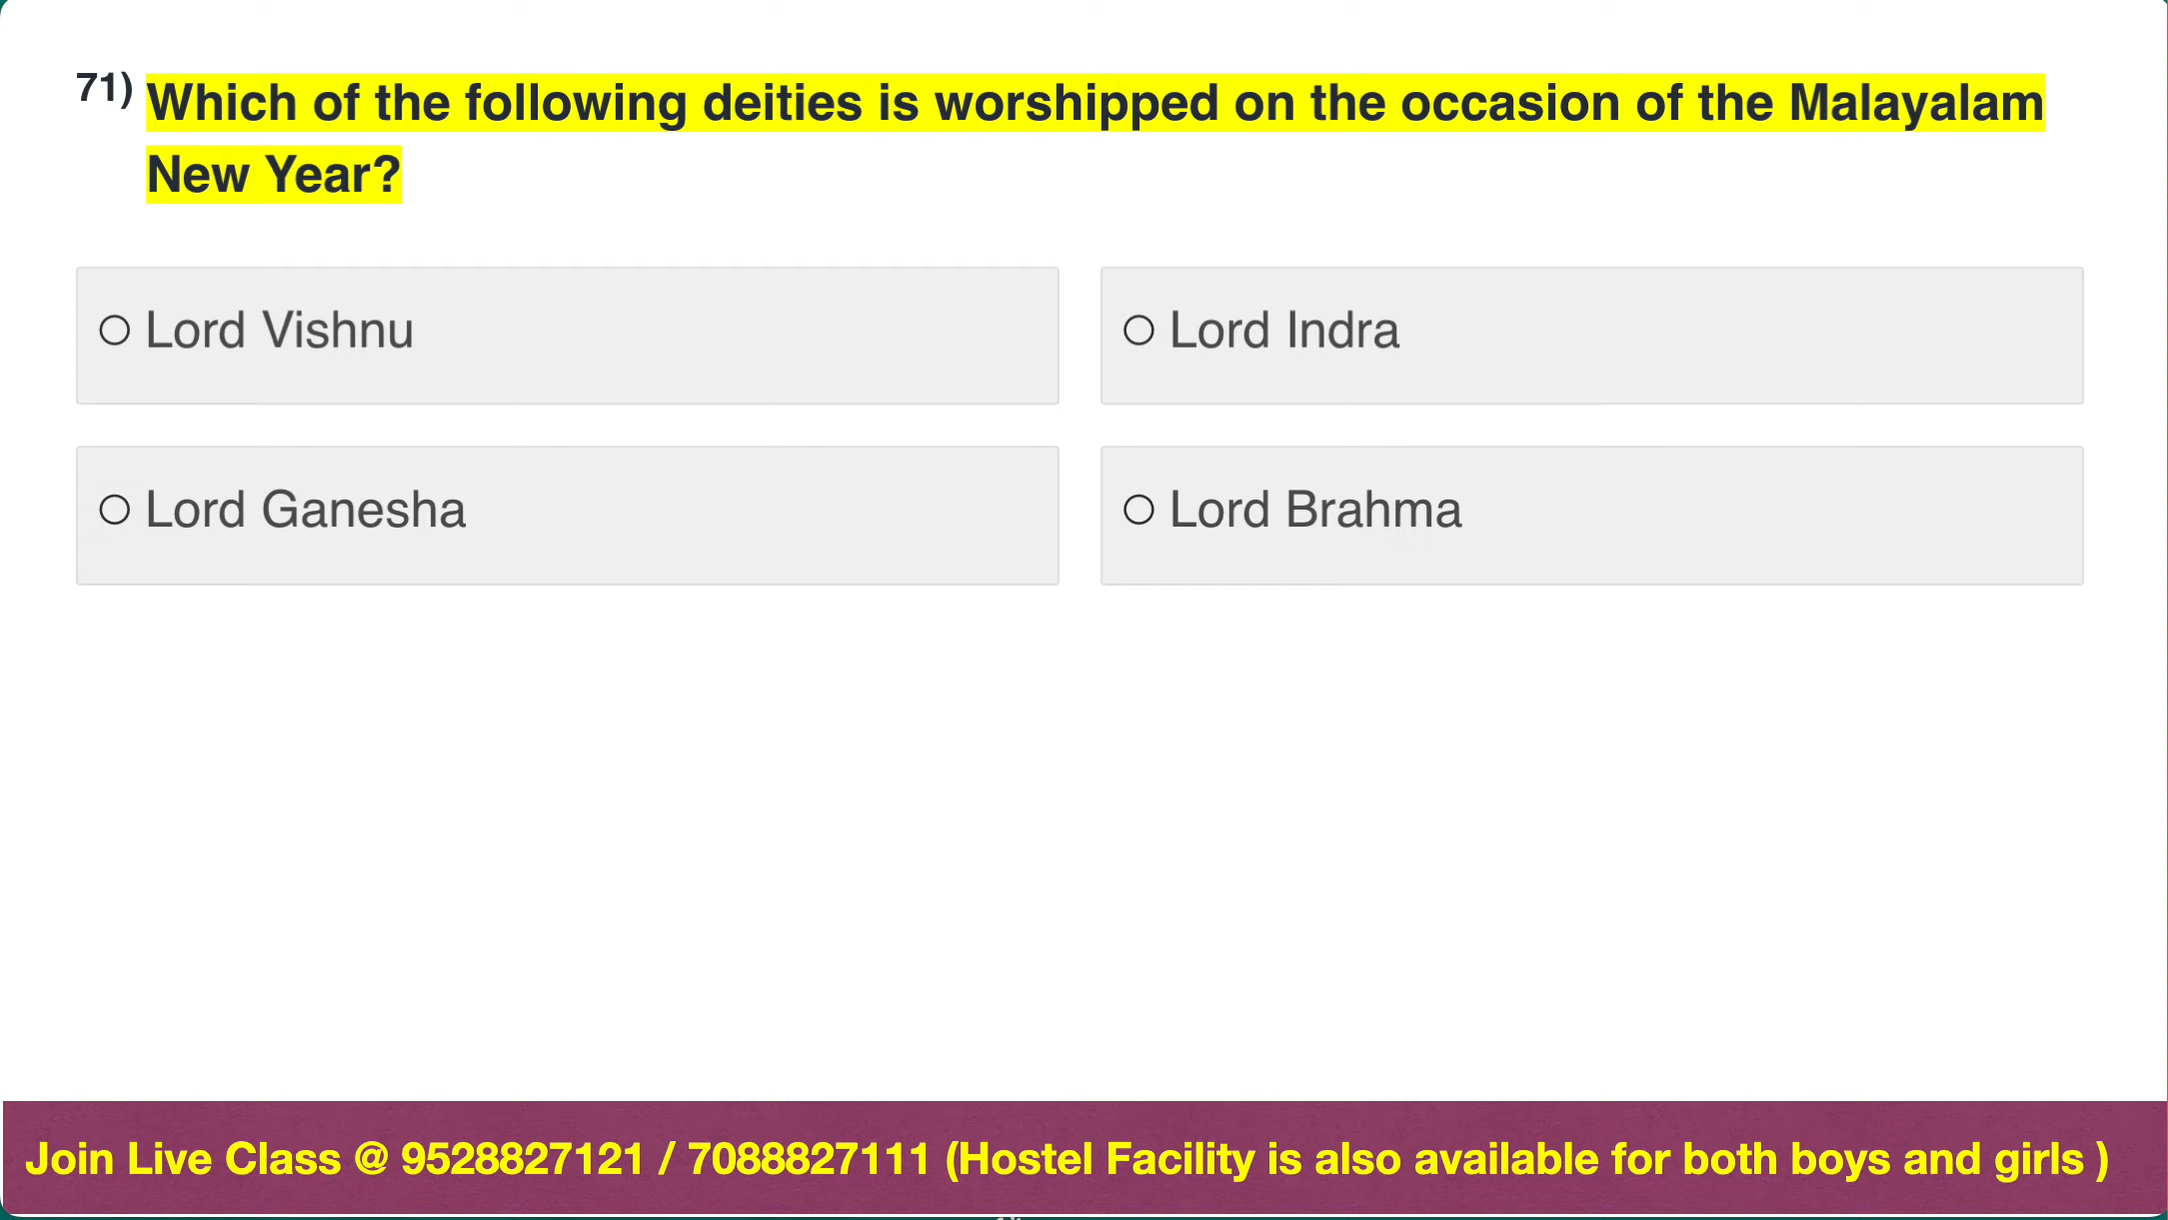 71) Which of the following deities is worshipped on the occasion of the Malayalam
New Year?
Lord Vishnu
Lord Indra
Lord Ganesha
Lord Brahma
Join Live Class @ 9528827121 / 7088827111 (Hostel Facility is also available for both boys and girls )